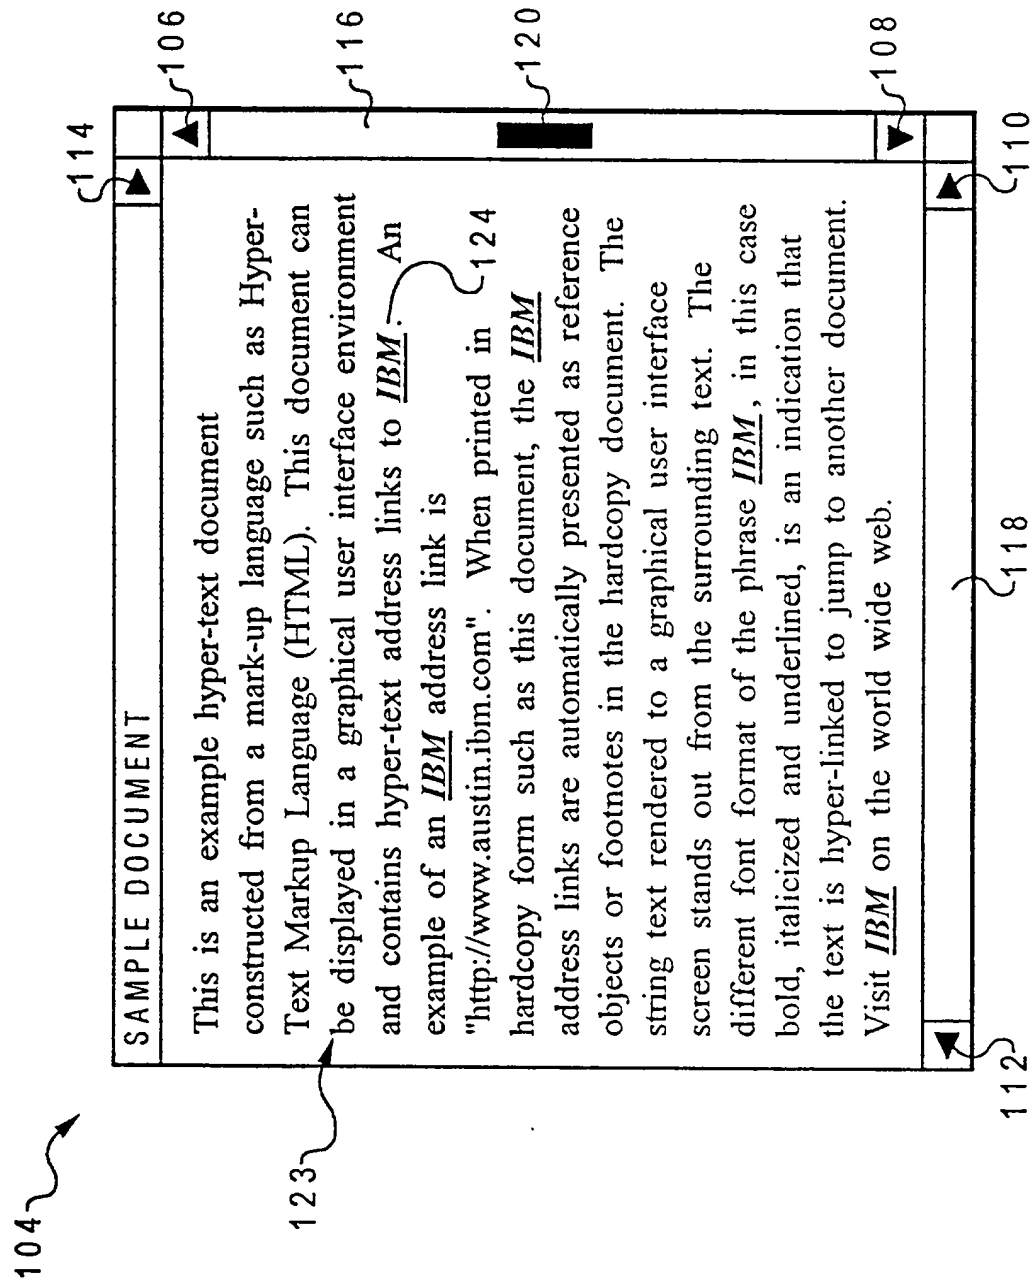 104
114
106
SAMPLE DOCUMENT
116
120
108
110
118
112
123
124
This is an example hyper-text document
constructed from a mark-up language such as Hyper-
Text Markup Language (HTML). This document can
be displayed in a graphical user interface environment
and contains hyper-text address links to IBM. An
example of an IBM address link is
"http://www.austin.ibm.com". When printed in
hardcopy form such as this document, the IBM
address links are automatically presented as reference
objects or footnotes in the hardcopy document. The
string text rendered to a graphical user interface
screen stands out from the surrounding text. The
different font format of the phrase IBM, in this case
bold, italicized and underlined, is an indication that
the text is hyper-linked to jump to another document.
Visit IBM on the world wide web.